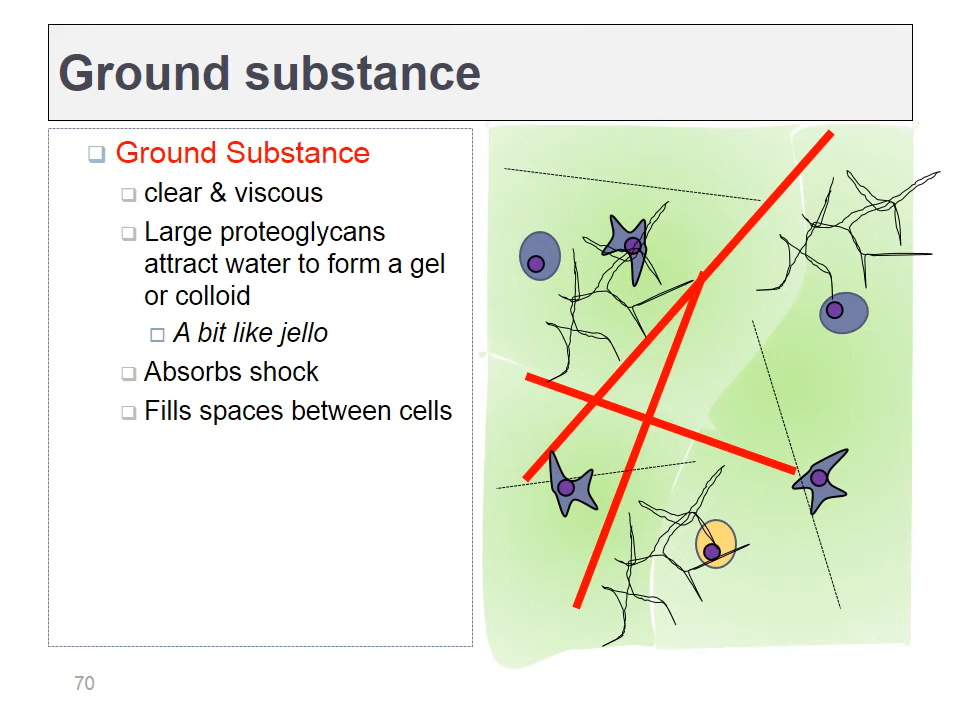 Ground substance
Ground Substance
clear & viscous
Large proteoglycans
attract water to form a gel
or colloid
A bit like jello
Absorbs shock
Fills spaces between cells
70